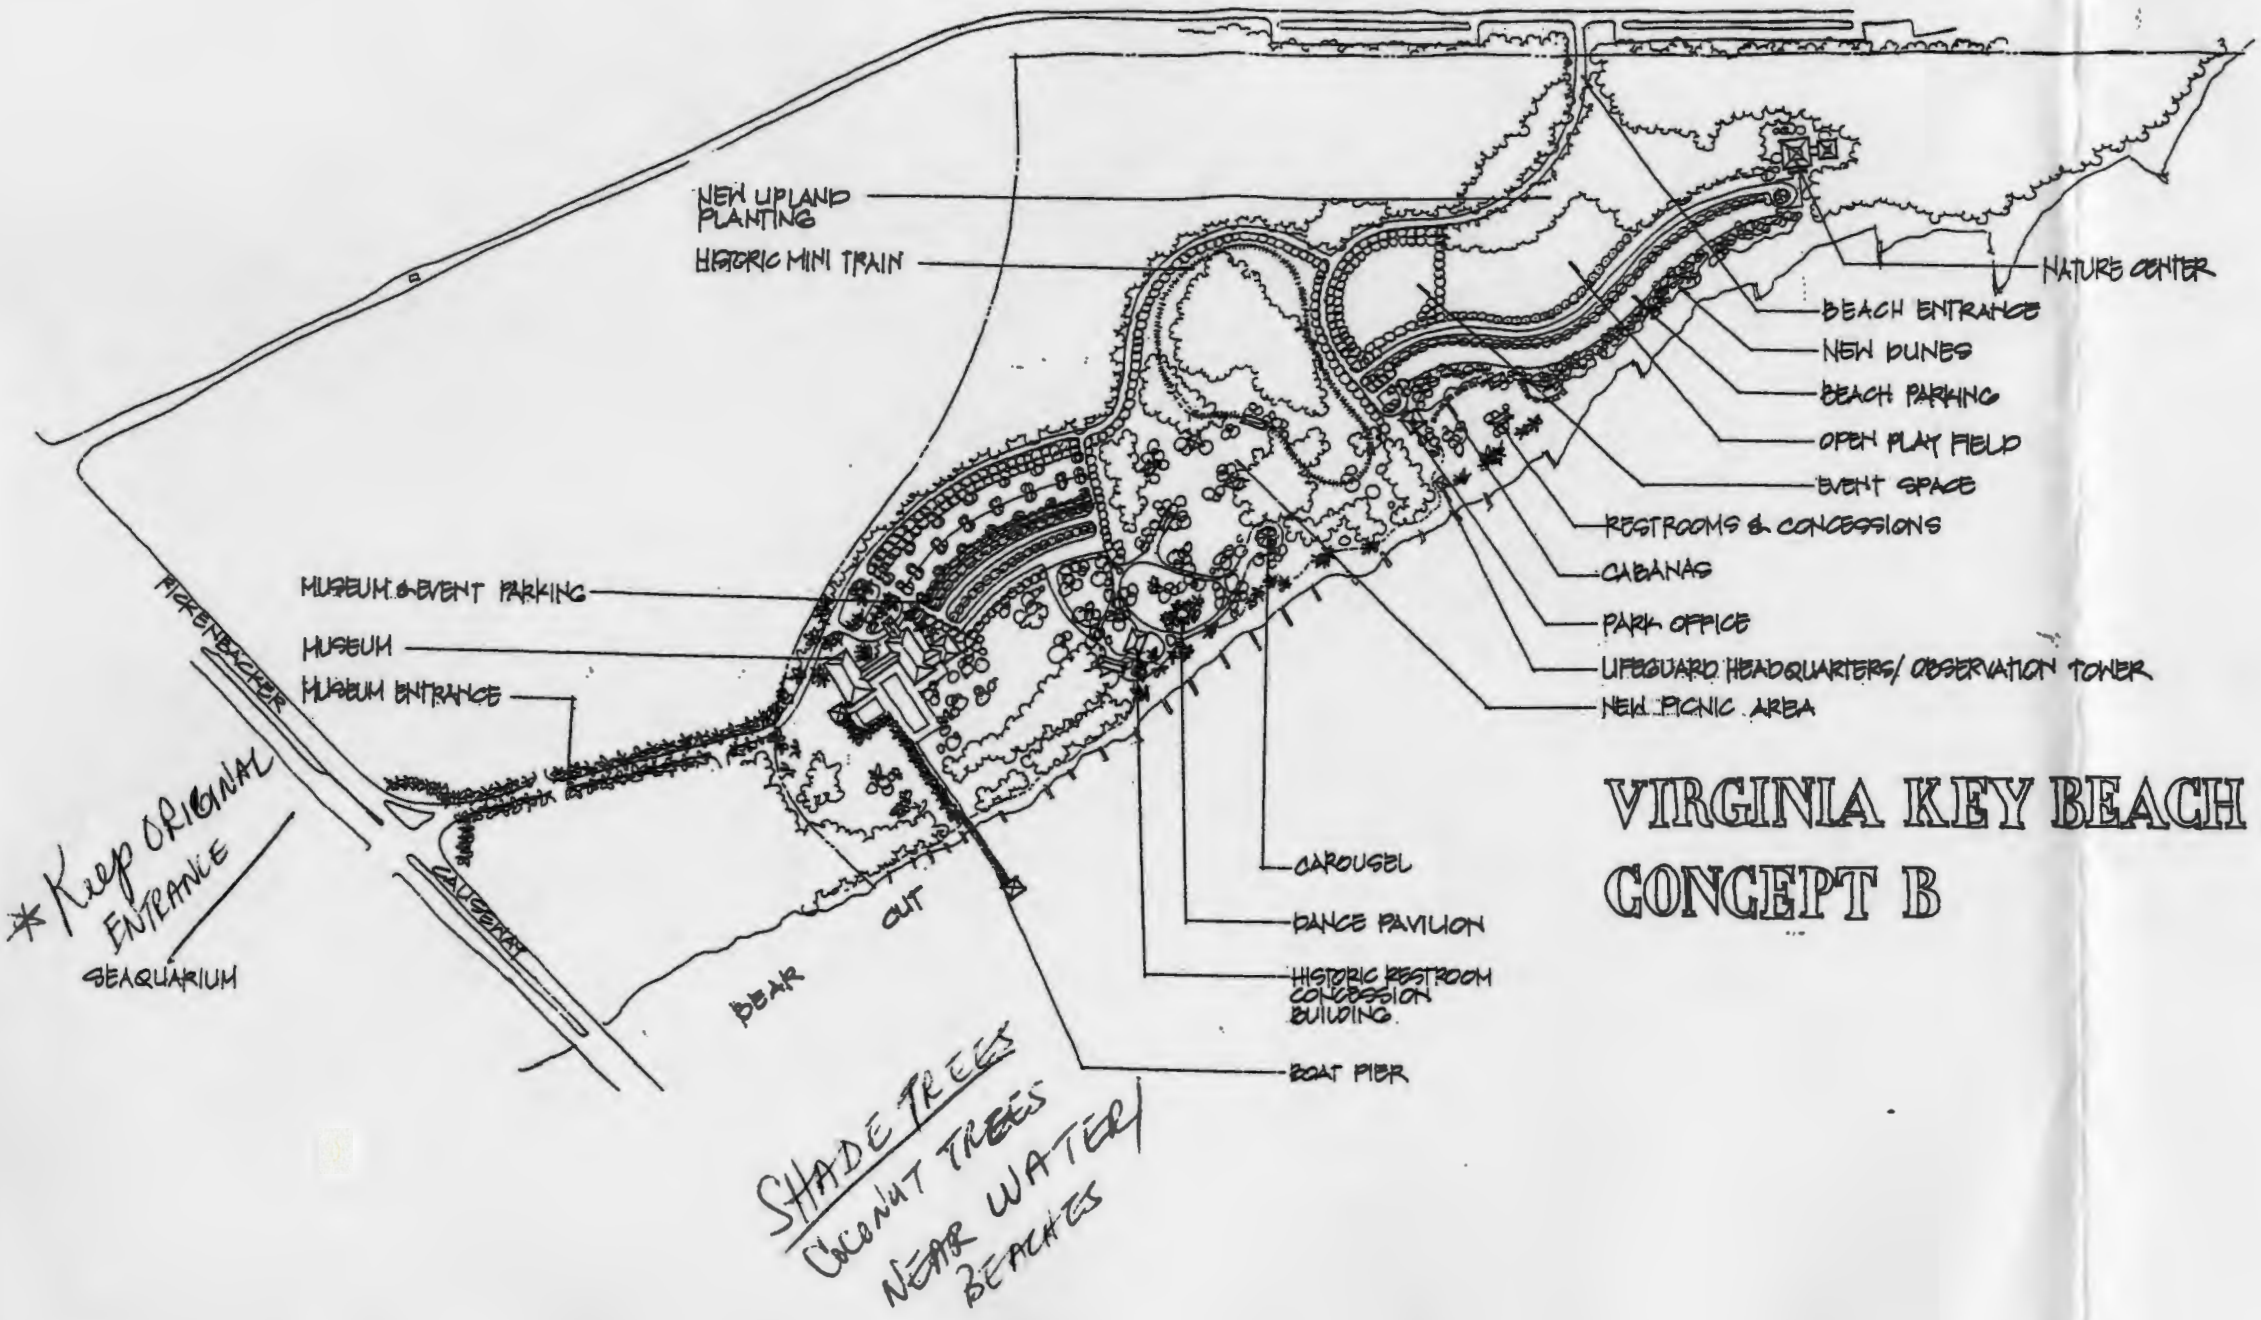 NEW UPLAND
PLANTING
HISTORIC MINI TRAIN
MUSEUM & EVENT PARKING
MUSEUM
MUSEUM ENTRANCE
RICKENBACKER
CAUSEWAY
* Keep ORIGINAL
ENTRANCE
SEAQUARIUM
BEAR
CUT
SHADE TREES
COCONUT TREES
NEAR WATER/
BEACHES
NATURE CENTER
BEACH ENTRANCE
NEW DUNES
BEACH PARKING
OPEN PLAY FIELD
EVENT SPACE
RESTROOMS & CONCESSIONS
CABANAS
PARK OFFICE
LIFEGUARD HEADQUARTERS/OBSERVATION TOWER
NEW PICNIC AREA
VIRGINIA KEY BEACH
CONCEPT B
CAROUSEL
DANCE PAVILION
HISTORIC RESTROOM
CONCESSION
BUILDING
BOAT PIER